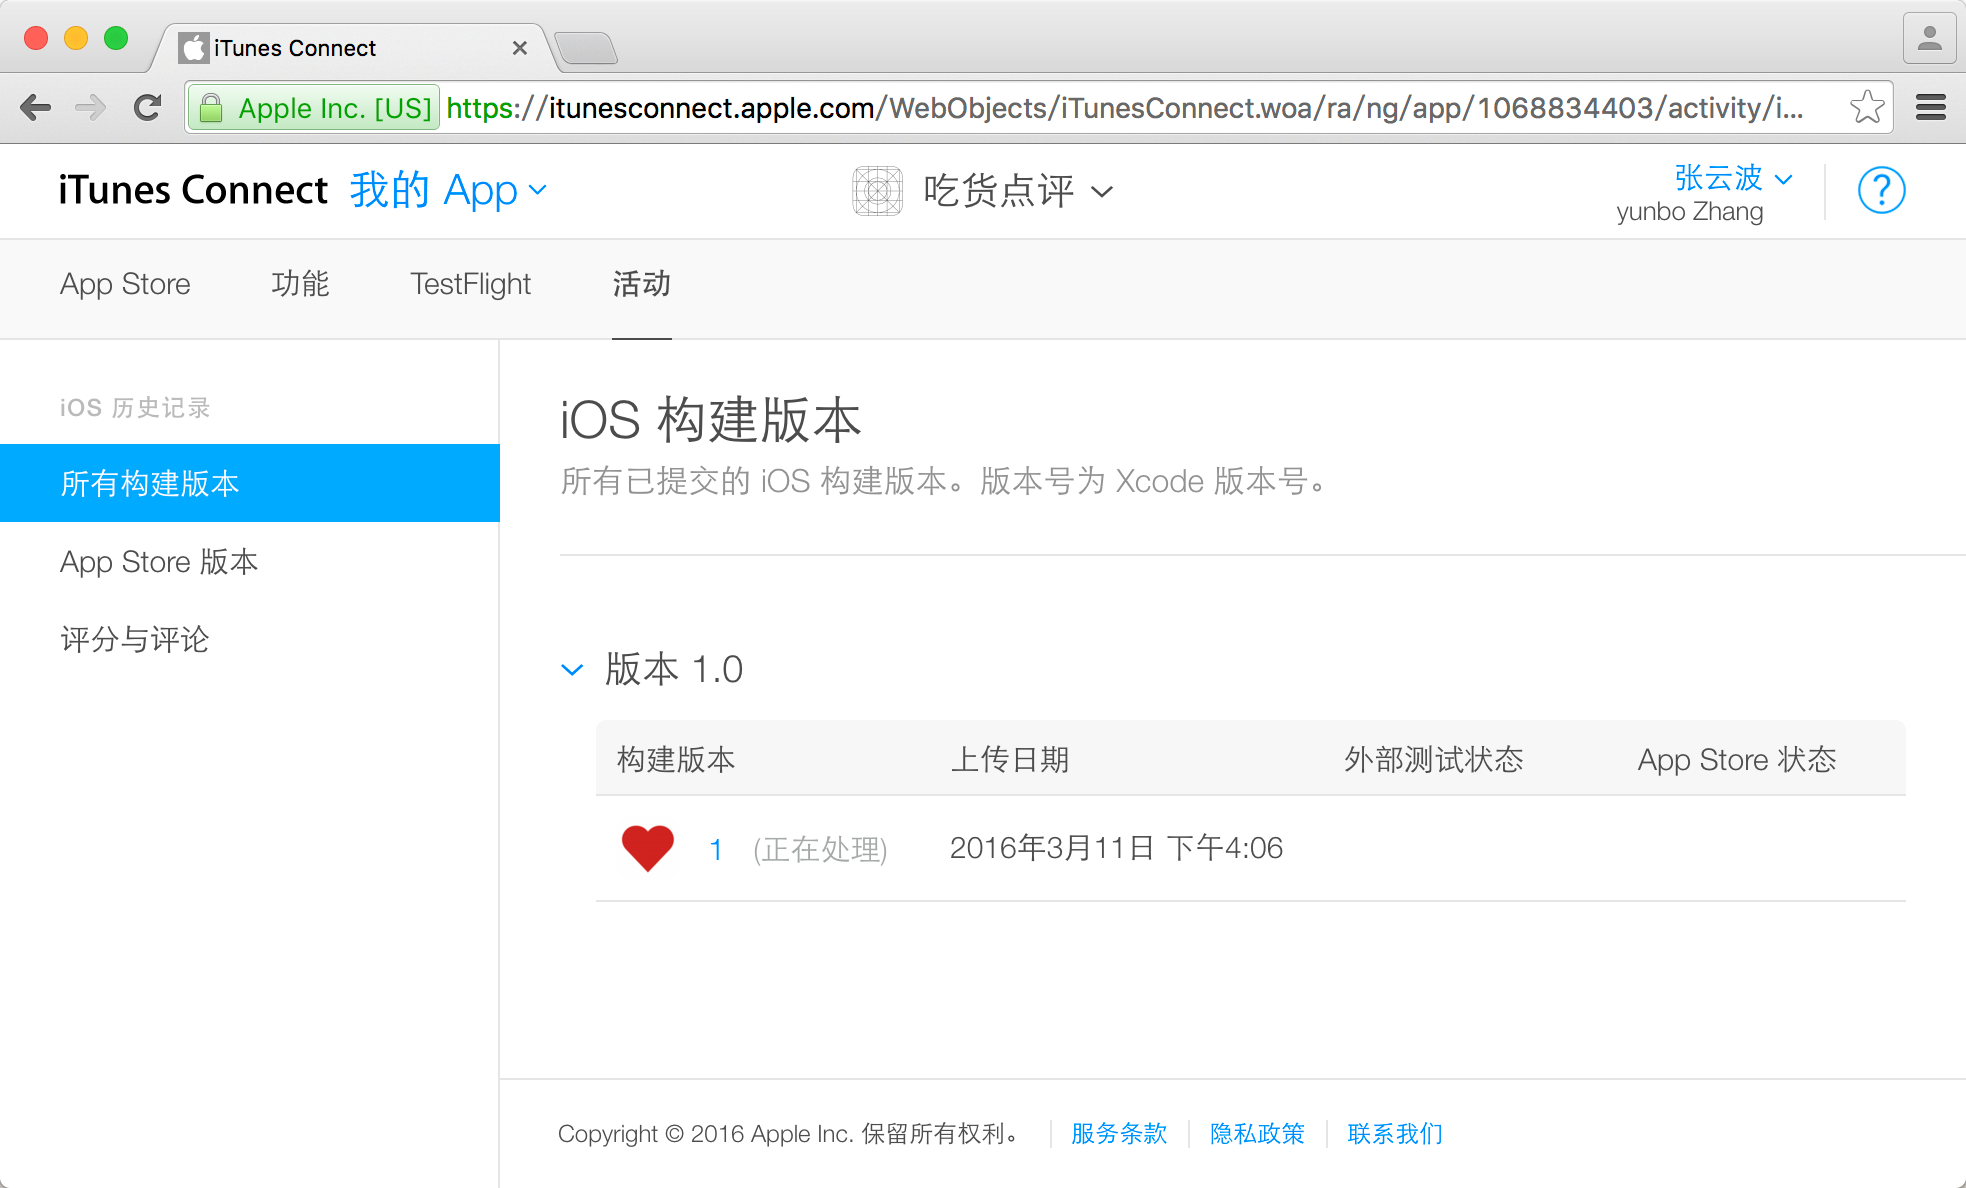 iTunes Connect
Apple Inc. [US] https://itunesconnect.apple.com/WebObjects/iTunesConnect.woa/ra/ng/app/1068834403/activity/i...
iTunes Connect 我的 App 吃货点评 张云波
yunbo Zhang
?
App Store 功能 TestFlight 活动
iOS 历史记录
所有构建版本
App Store 版本
评分与评论
iOS 构建版本
所有已提交的 iOS 构建版本。版本号为 Xcode 版本号。
版本 1.0
构建版本 上传日期 外部测试状态 App Store 状态
1 (正在处理) 2016年3月11日 下午4:06
Copyright © 2016 Apple Inc. 保留所有权利。 服务条款 隐私政策 联系我们